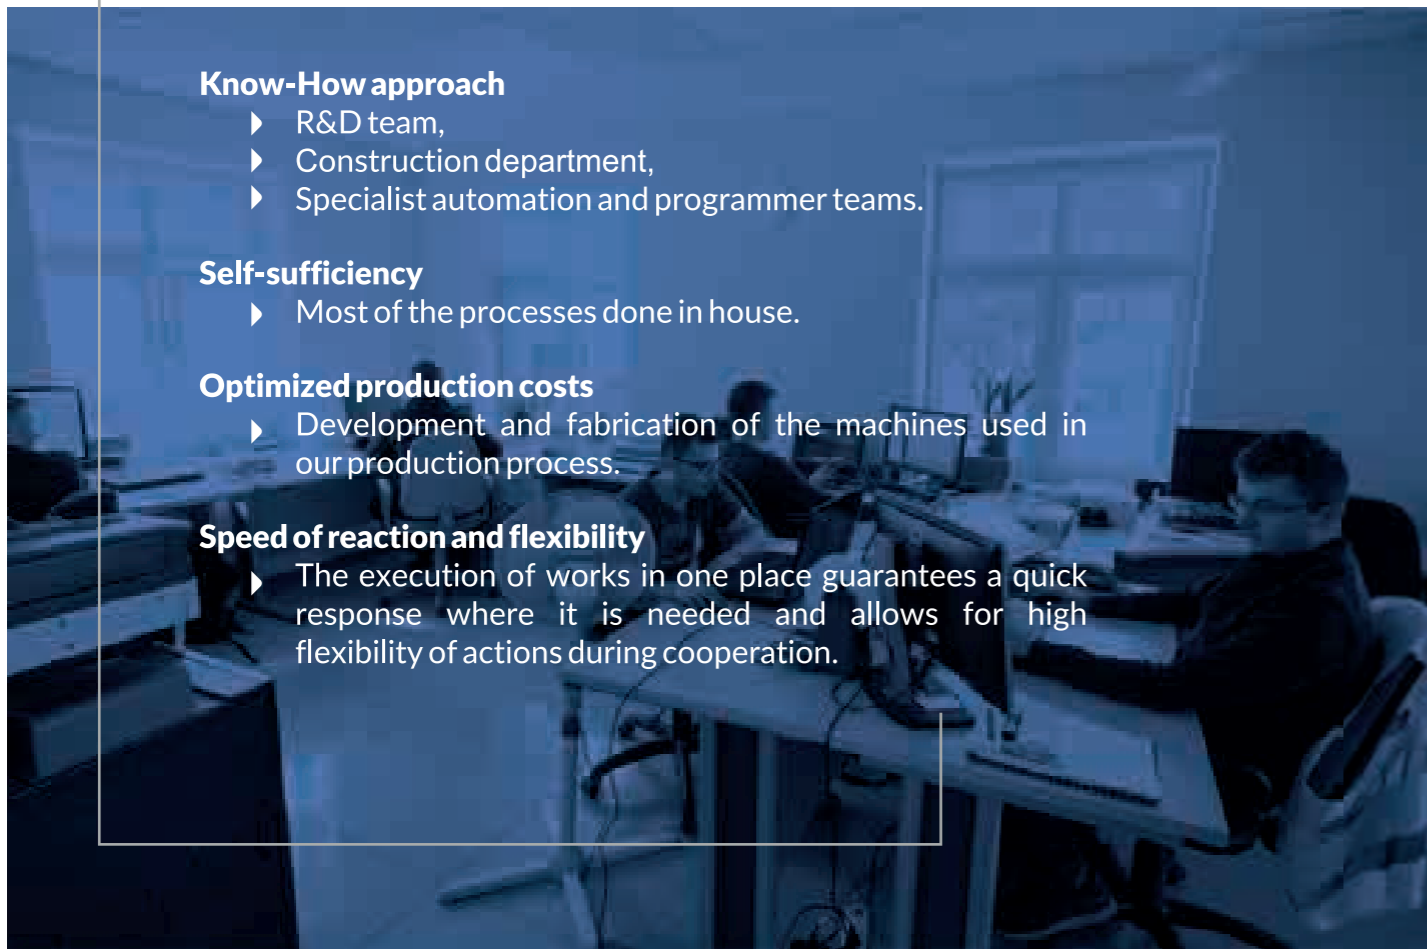 Know-How approach
R&D team,
Construction department,
Specialist automation and programmer teams.
Self-sufficiency
Most of the processes done in house.
Optimized production costs
Development and fabrication of the machines used in
our production process.
Speed of reaction and flexibility
The execution of works in one place guarantees a quick
response where it is needed and allows for high
flexibility of actions during cooperation.